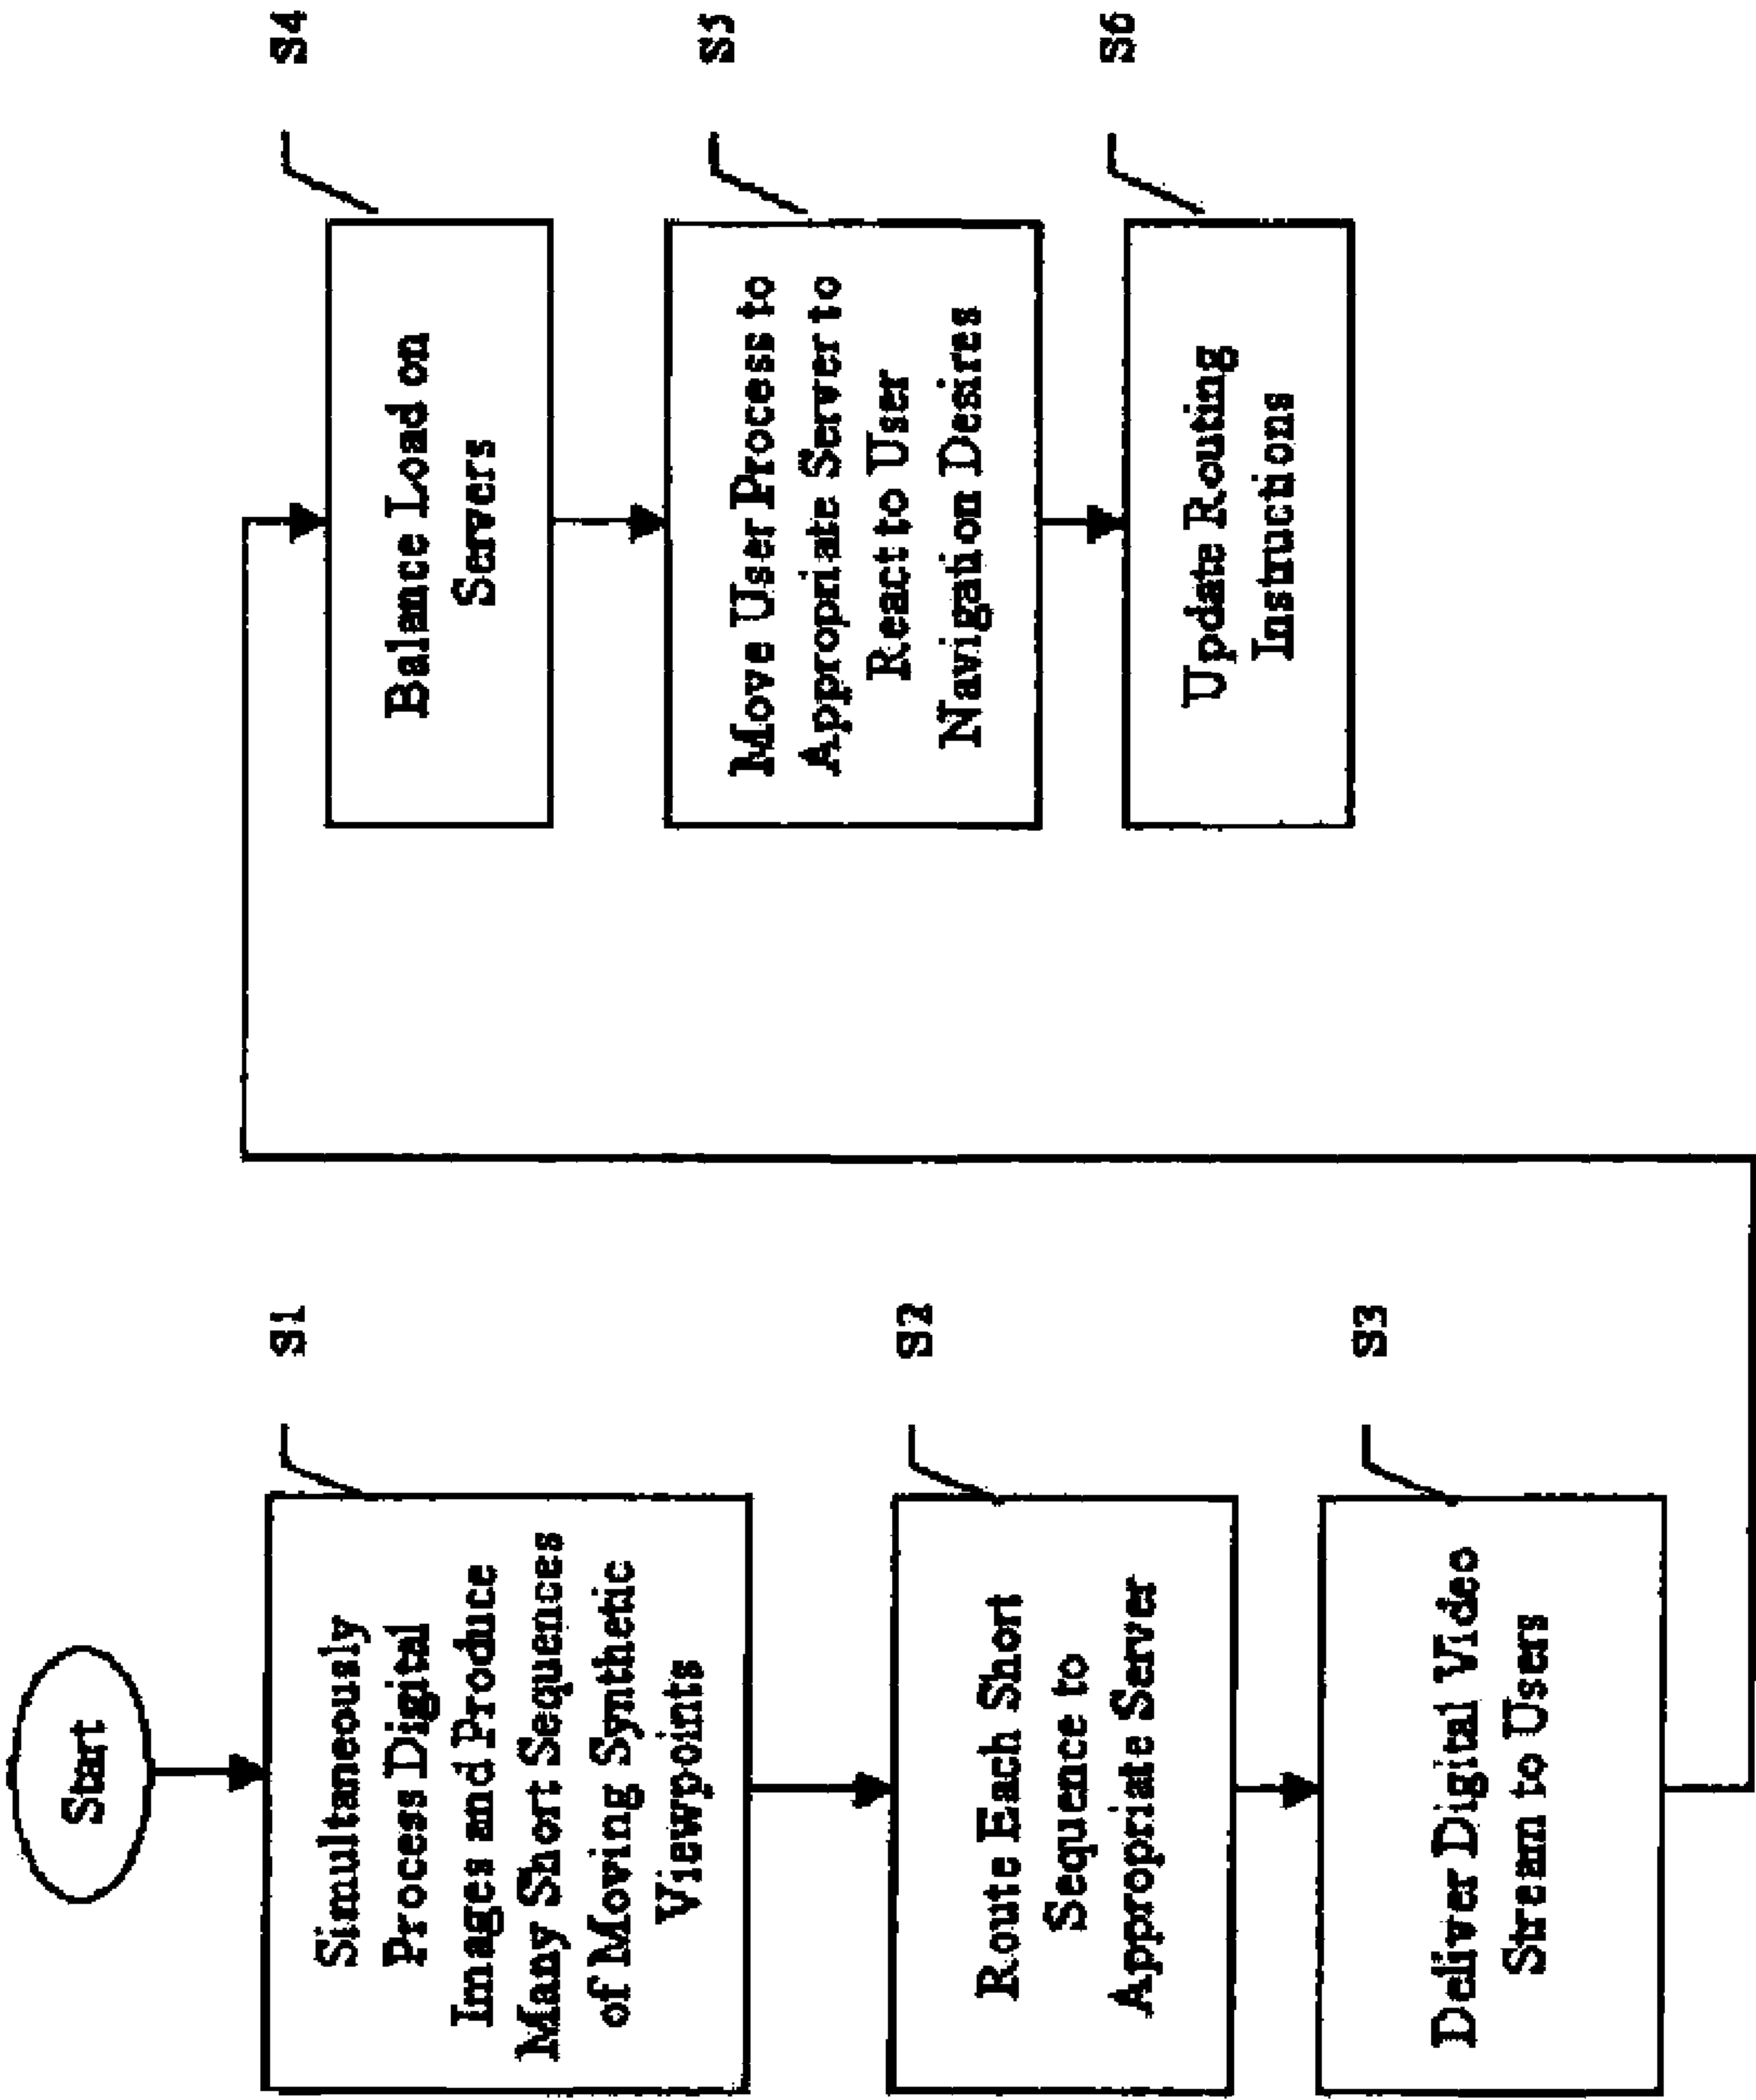 Start
S1
Simultaneously
Process Digital
Images and Produce
Many Short Sequences
of Moving Synthetic
Viewpoints
S2
Route Each Short
Sequence to
Appropriate Server
S3
Deliver Digital Video
Stream to Users
S4
Balance Load on
Servers
S5
Move User Process to
Appropriate Server to
React to User
Navigation Desires
S6
Update Routing
Instructions